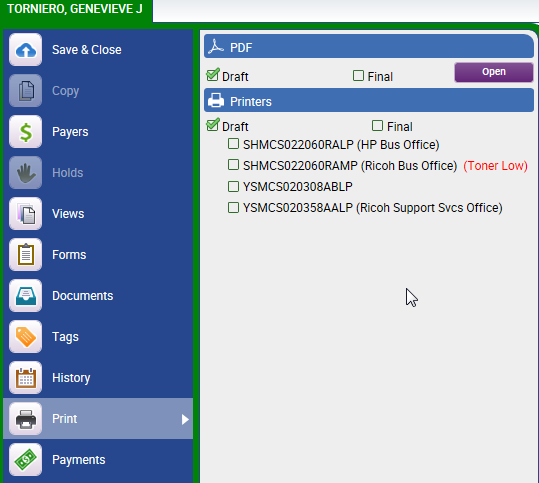 TORNIERO, GENEVIEVE J
Save & Close
Copy
Payers
Holds
Views
Forms
Documents
Tags
History
Print
Payments
PDF
Draft Final Open
Printers
Draft Final
SHMCS022060RALP (HP Bus Office)
SHMCS022060RAMP (Ricoh Bus Office) (Toner Low)
YSMCS020308ABLP
YSMCS020358AALP (Ricoh Support Svcs Office)